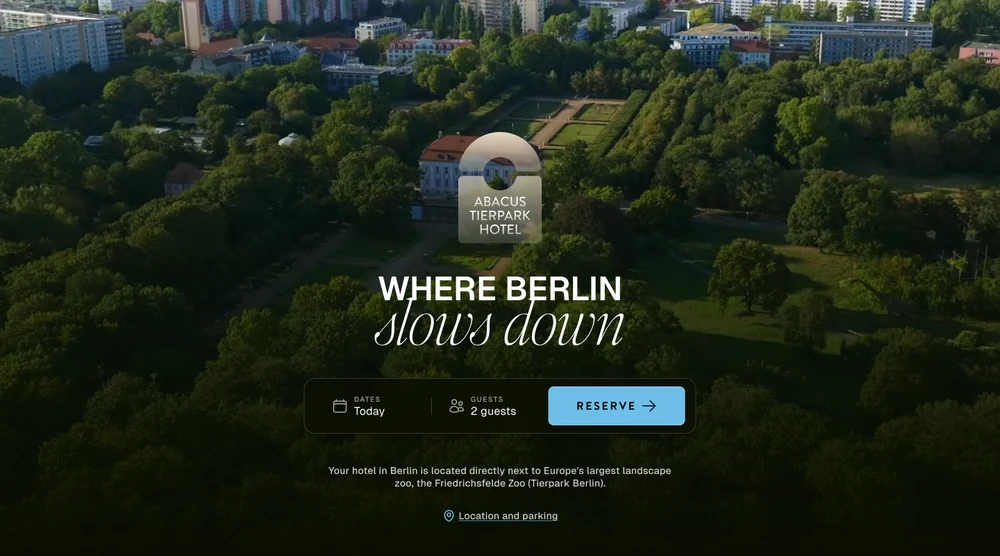 ABACUS
TIERPARK
HOTEL
WHERE BERLIN
slows down
DATES
Today
GUESTS
2 guests
RESERVE
Your hotel in Berlin is located directly next to Europe's largest landscape
zoo, the Friedrichsfelde Zoo (Tierpark Berlin).
Location and parking